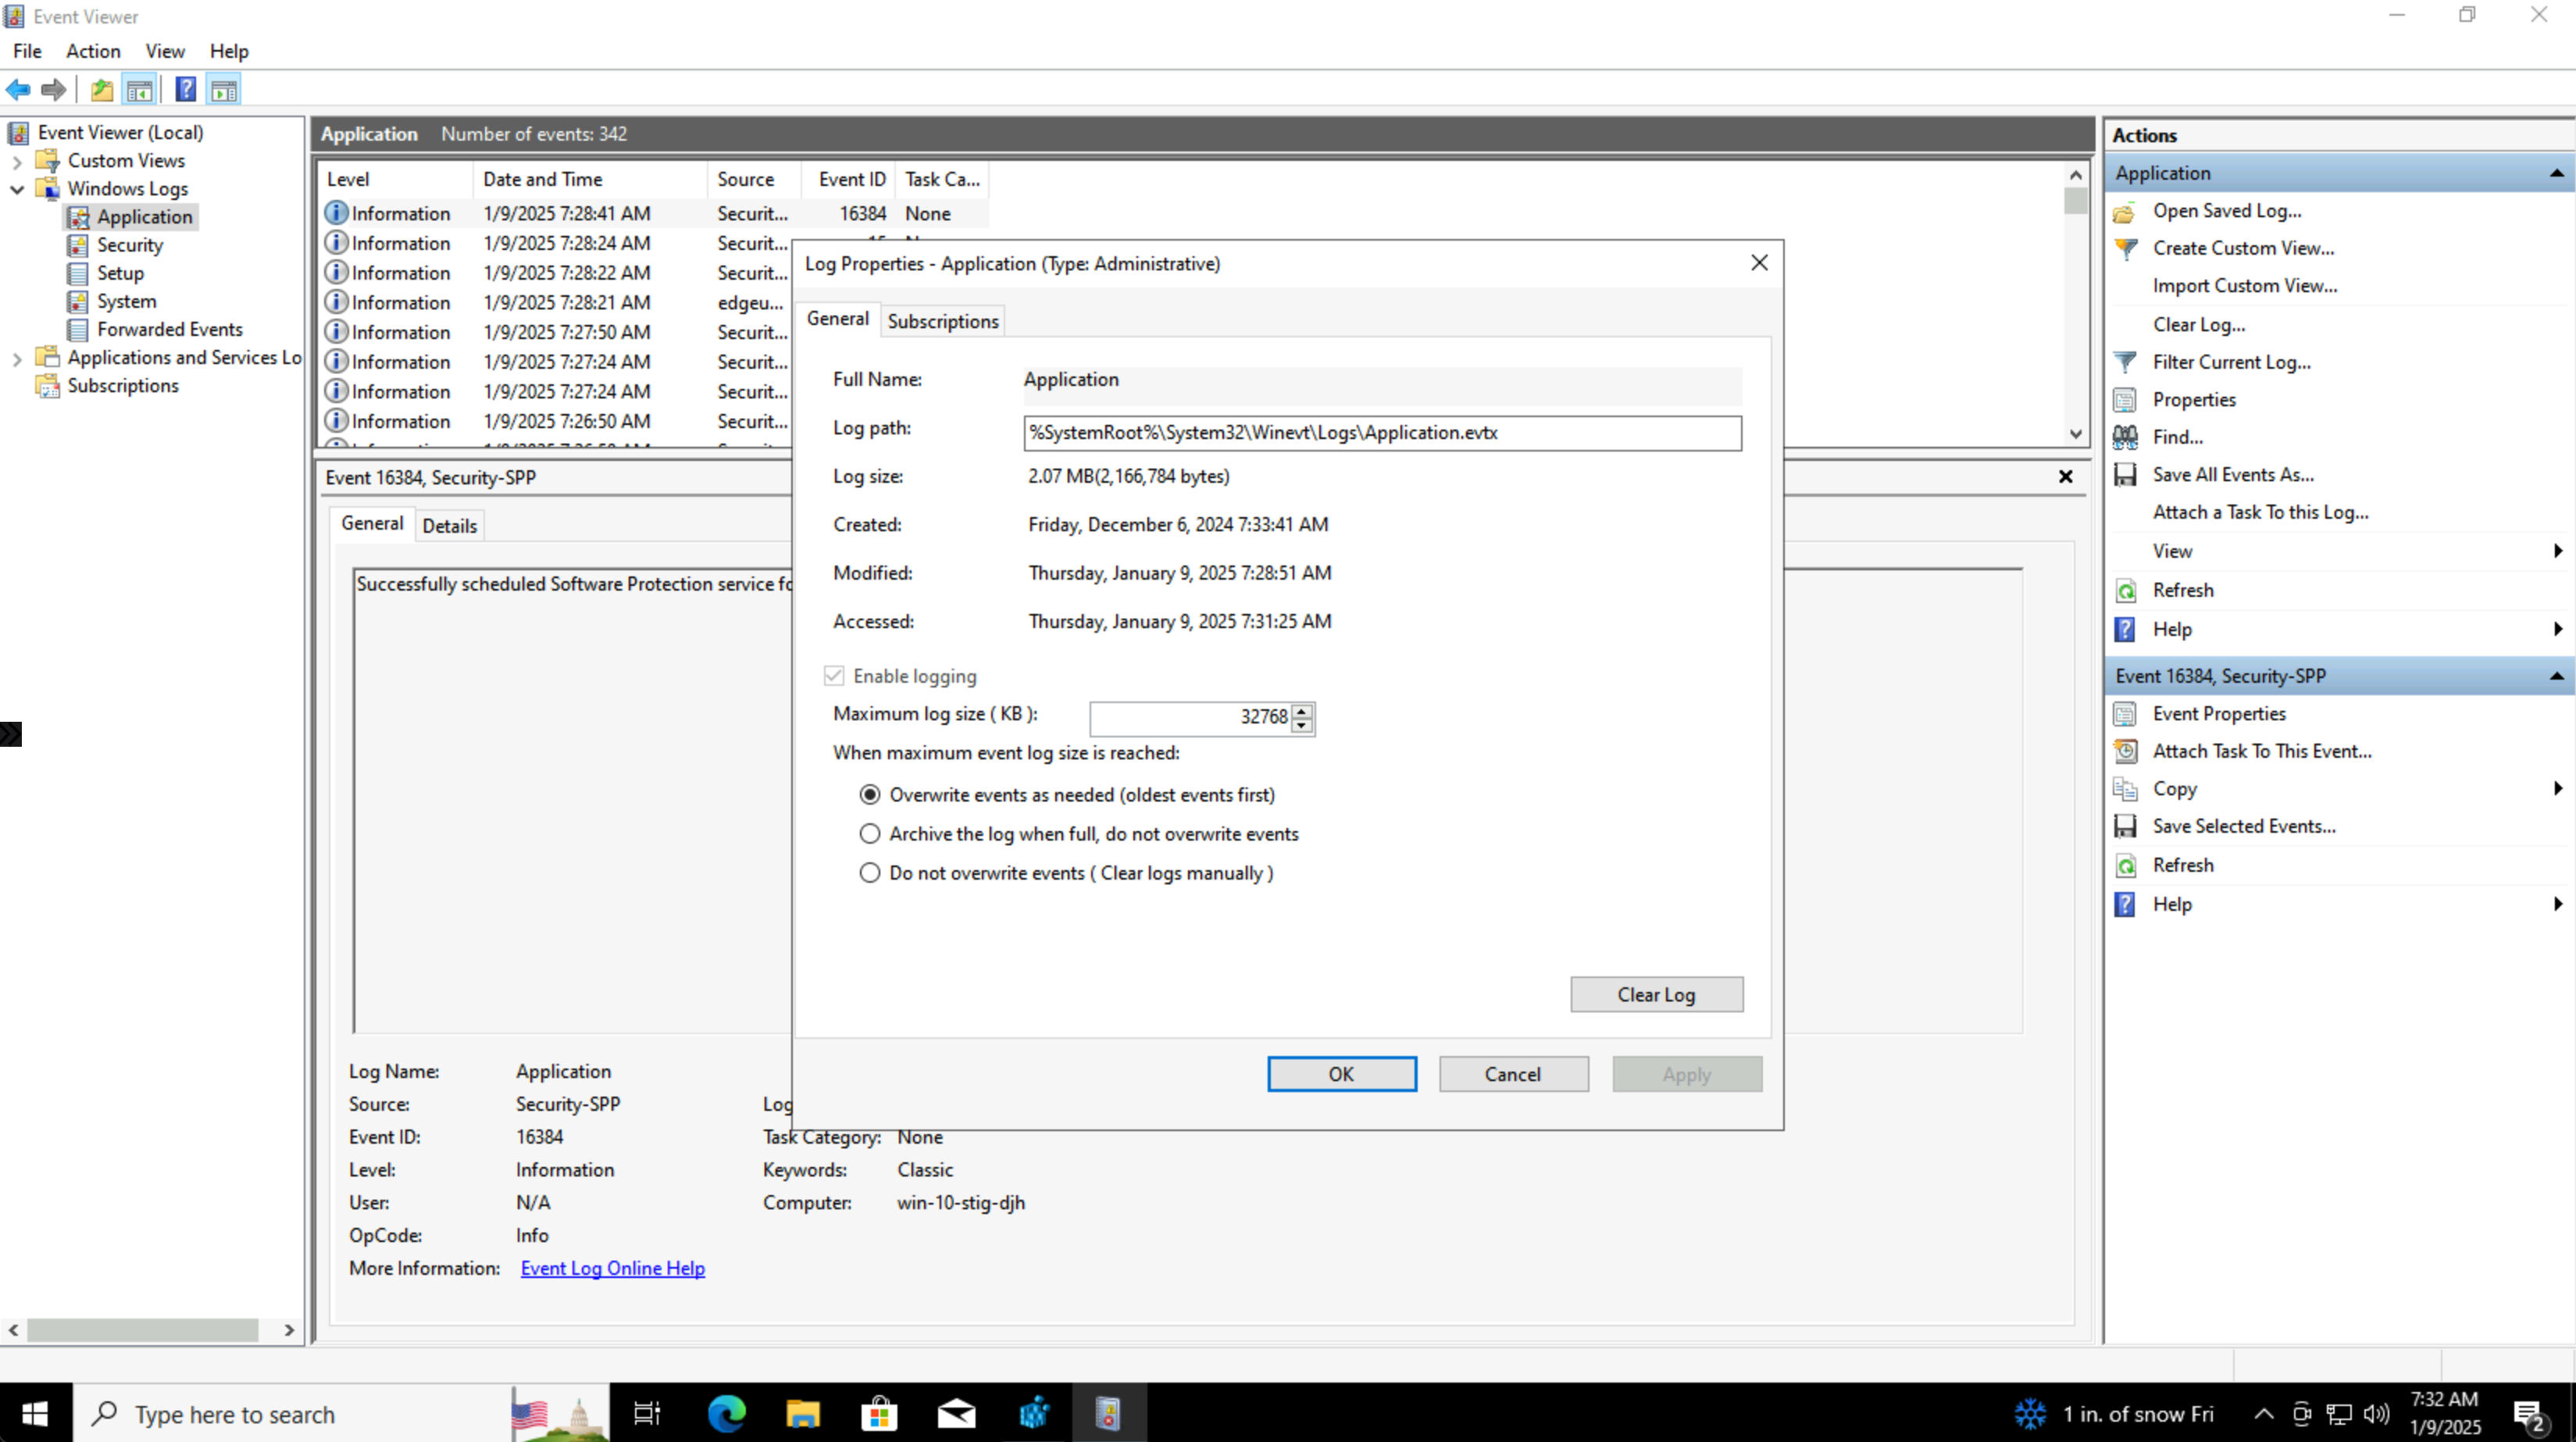 Event Viewer
File Action View Help
Event Viewer (Local)
Custom Views
Windows Logs
Application
Security
Setup
System
Forwarded Events
Applications and Services Lo
Subscriptions
Application Number of events: 342
Level Date and Time Source Event ID Task Ca...
Information 1/9/2025 7:28:41 AM Securit... 16384 None
Information 1/9/2025 7:28:24 AM Securit...
Information 1/9/2025 7:28:22 AM Securit...
Information 1/9/2025 7:28:21 AM edgeu...
Information 1/9/2025 7:27:50 AM Securit...
Information 1/9/2025 7:27:24 AM Securit...
Information 1/9/2025 7:27:24 AM Securit...
Information 1/9/2025 7:26:50 AM Securit...
Event 16384, Security-SPP
General Details
Successfully scheduled Software Protection service fo
Log Name: Application
Source: Security-SPP Log
Event ID: 16384 Task Category: None
Level: Information Keywords: Classic
User: N/A Computer: win-10-stig-djh
OpCode: Info
More Information: Event Log Online Help
Log Properties - Application (Type: Administrative)
General Subscriptions
Full Name: Application
Log path: %SystemRoot%\System32\Winevt\Logs\Application.evtx
Log size: 2.07 MB(2,166,784 bytes)
Created: Friday, December 6, 2024 7:33:41 AM
Modified: Thursday, January 9, 2025 7:28:51 AM
Accessed: Thursday, January 9, 2025 7:31:25 AM
Enable logging
Maximum log size ( KB ): 32768
When maximum event log size is reached:
Overwrite events as needed (oldest events first)
Archive the log when full, do not overwrite events
Do not overwrite events ( Clear logs manually )
Clear Log
OK Cancel Apply
Actions
Application
Open Saved Log...
Create Custom View...
Import Custom View...
Clear Log...
Filter Current Log...
Properties
Find...
Save All Events As...
Attach a Task To this Log...
View
Refresh
Help
Event 16384, Security-SPP
Event Properties
Attach Task To This Event...
Copy
Save Selected Events...
Refresh
Help
Type here to search
1 in. of snow Fri
7:32 AM
1/9/2025
2